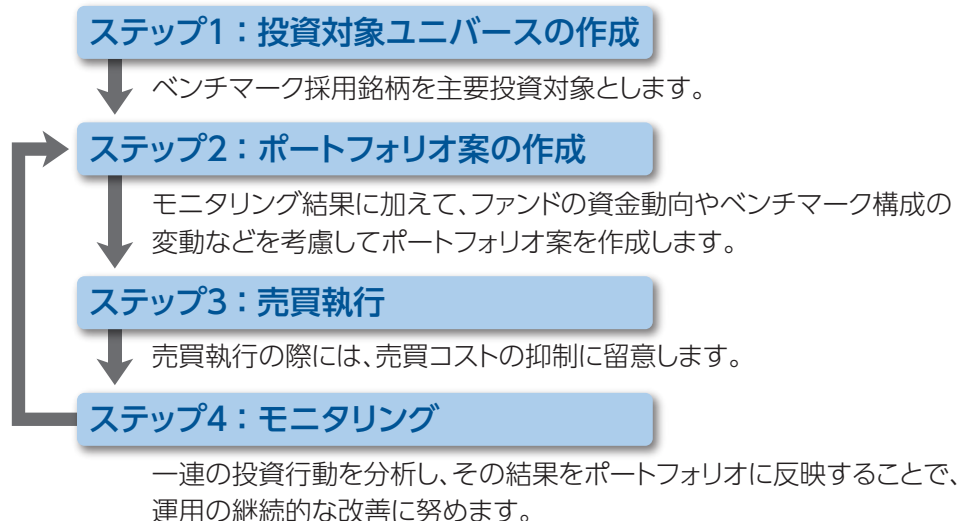 ステップ1：投資対象ユニバースの作成
ベンチマーク採用銘柄を主要投資対象とします。
ステップ2：ポートフォリオ案の作成
モニタリング結果に加えて、ファンドの資金動向やベンチマーク構成の
変動などを考慮してポートフォリオ案を作成します。
ステップ3：売買執行
売買執行の際には、売買コストの抑制に留意します。
ステップ4：モニタリング
一連の投資行動を分析し、その結果をポートフォリオに反映することで、
運用の継続的な改善に努めます。